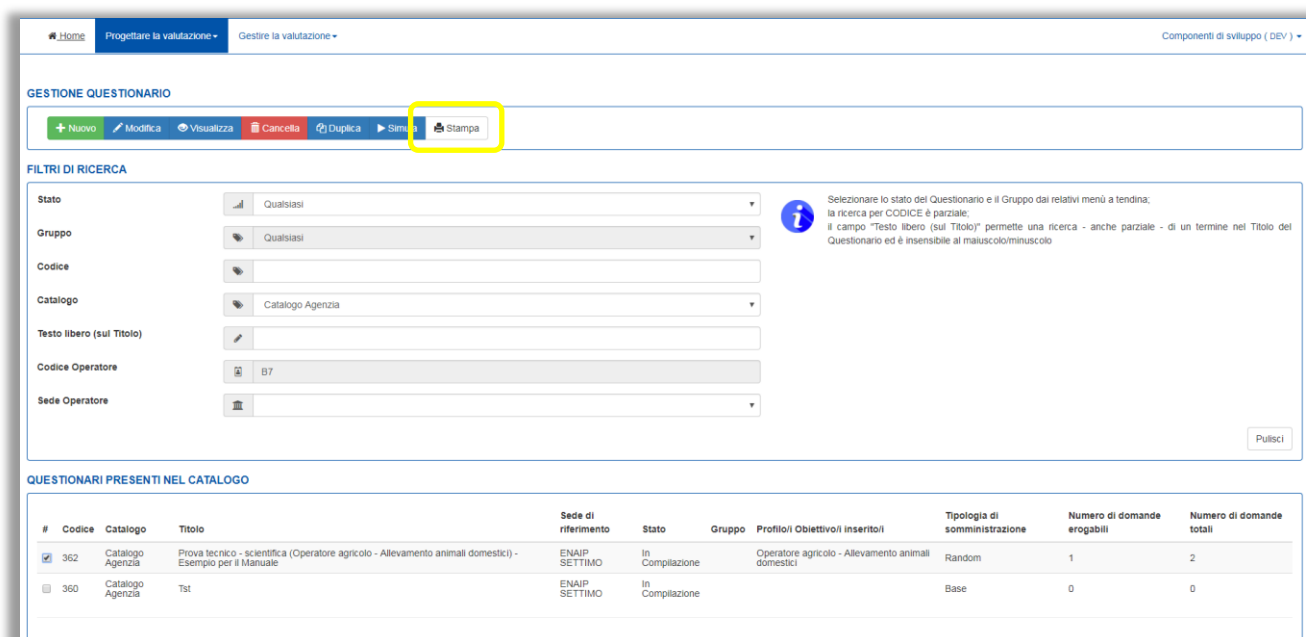 Home Progettare la valutazione Gestire la valutazione Componenti di sviluppo ( DEV )
GESTIONE QUESTIONARIO
Nuovo Modifica Visualizza Cancella Duplica Simula Stampa
FILTRI DI RICERCA
Stato Qualsiasi
Gruppo Qualsiasi
Codice
Catalogo Catalogo Agenzia
Testo libero (sul Titolo)
Codice Operatore B7
Sede Operatore
Selezionare lo stato del Questionario e il Gruppo dai relativi menù a tendina;
la ricerca per CODICE è parziale;
il campo "Testo libero (sul Titolo)" permette una ricerca - anche parziale - di un termine nel Titolo del
Questionario ed è insensibile al maiuscolo/minuscolo
Pulisci
QUESTIONARI PRESENTI NEL CATALOGO
# Codice Catalogo Titolo Sede di riferimento Stato Gruppo Profilo/i Obiettivo/i inserito/i Tipologia di somministrazione Numero di domande erogabili Numero di domande totali
362 Catalogo Agenzia Prova tecnico - scientifica (Operatore agricolo - Allevamento animali domestici) - Esempio per il Manuale ENAIP SETTIMO In Compilazione Operatore agricolo - Allevamento animali domestici Random 1 2
360 Catalogo Agenzia Tst ENAIP SETTIMO In Compilazione Base 0 0